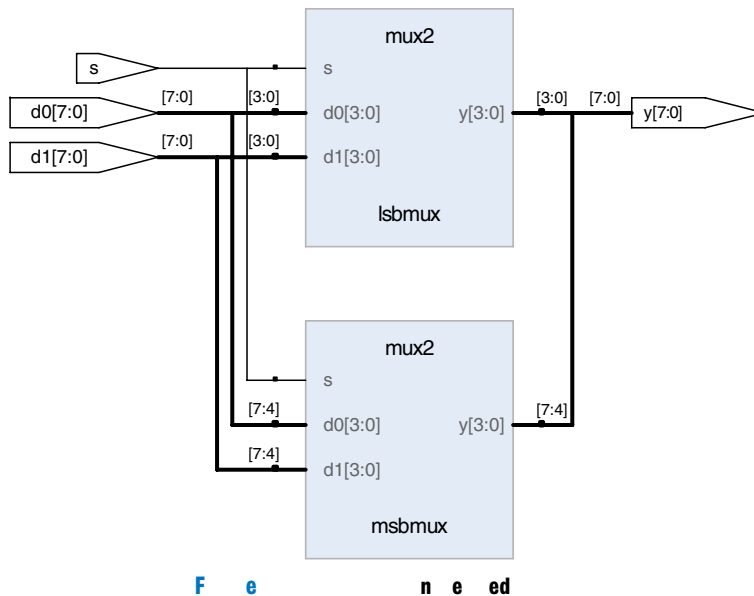 mux2
s
s
[7:0]
[3:0]
[3:0]
[7:0]
d0[7:0]
d0[3:0]
y[3:0]
y[7:0]
[7:0]
[3:0]
d1[7:0]
d1[3:0]
lsbmux
mux2
s
[7:4]
[7:4]
d0[3:0]
y[3:0]
[7:4]
d1[3:0]
msbmux
F e n e ed